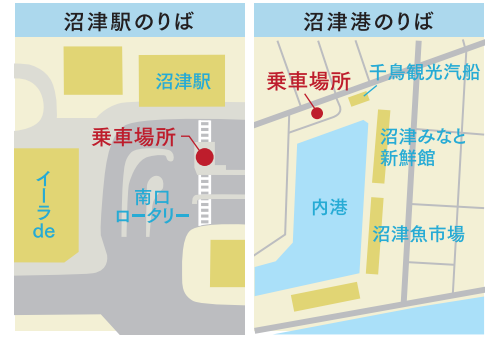 沼津駅のりば
沼津駅
乗車場所
イーラ
de
南口
ロータリー
沼津港のりば
千鳥観光汽船
乗車場所
沼津みなと
新鮮館
内港
沼津魚市場